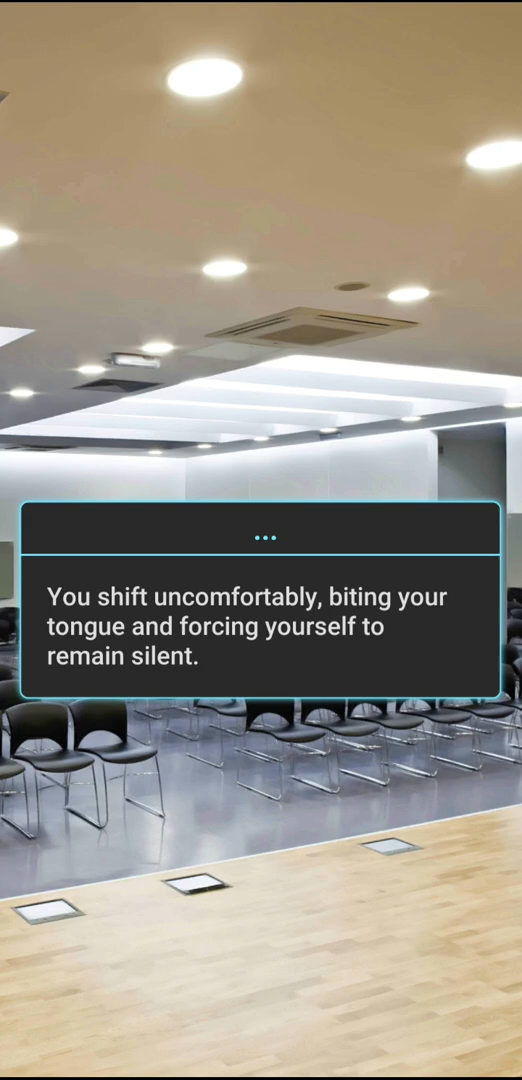 ...
You shift uncomfortably, biting your
tongue and forcing yourself to
remain silent.